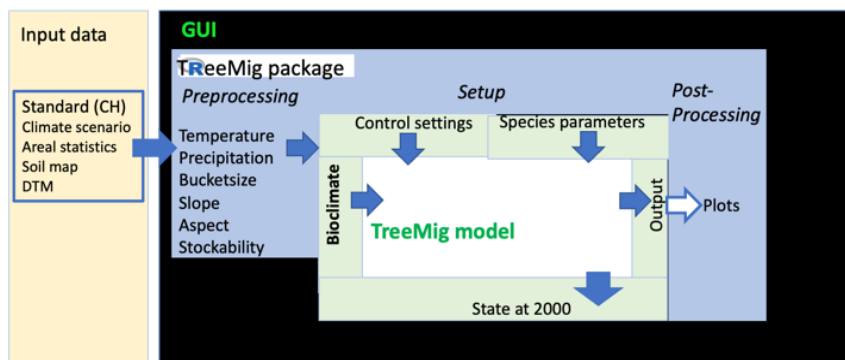 Input data
Standard (CH)
Climate scenario
Areal statistics
Soil map
DTM
GUI
TReeMig package
Preprocessing
Temperature
Precipitation
Bucketsize
Slope
Aspect
Stockability
Setup
Control settings
Species parameters
Bioclimate
TreeMig model
Output
State at 2000
Post-
Processing
Plots